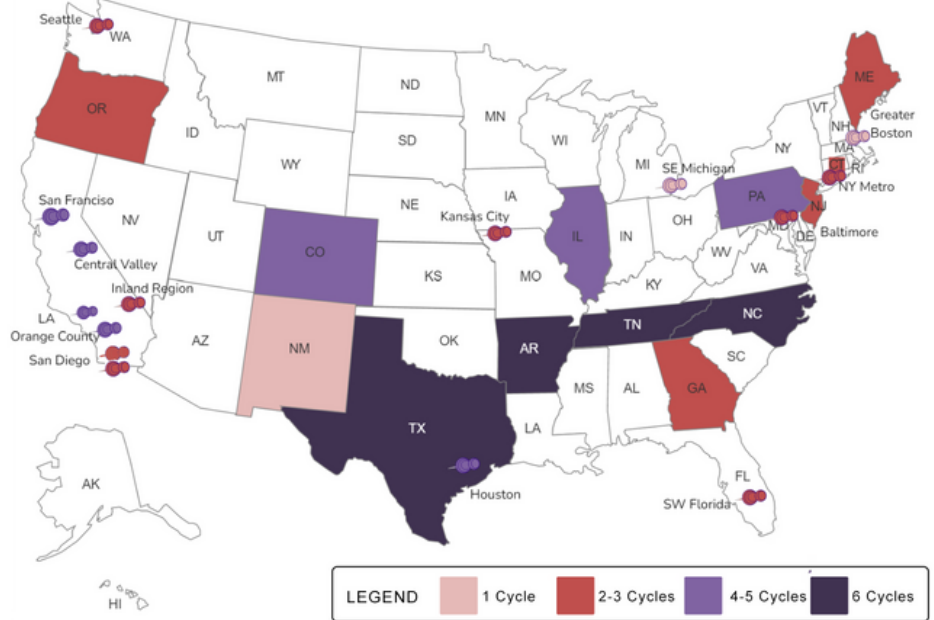 Seattle
WA
MT
ND
MN
ME
OR
ID
SD
WI
VT
NH
Greater
Boston
MA
WY
MI
NY
SE Michigan
CT
RI
NY Metro
San Franciso
NV
UT
NE
IA
Kansas City
PA
NJ
MD
DE
Baltimore
Central Valley
CO
KS
MO
IL
IN
OH
WV
VA
KY
Inland Region
LA
Orange County
San Diego
AZ
NM
OK
AR
TN
NC
SC
MS
AL
GA
TX
LA
Houston
FL
SW Florida
AK
HI
LEGEND 1 Cycle 2-3 Cycles 4-5 Cycles 6 Cycles